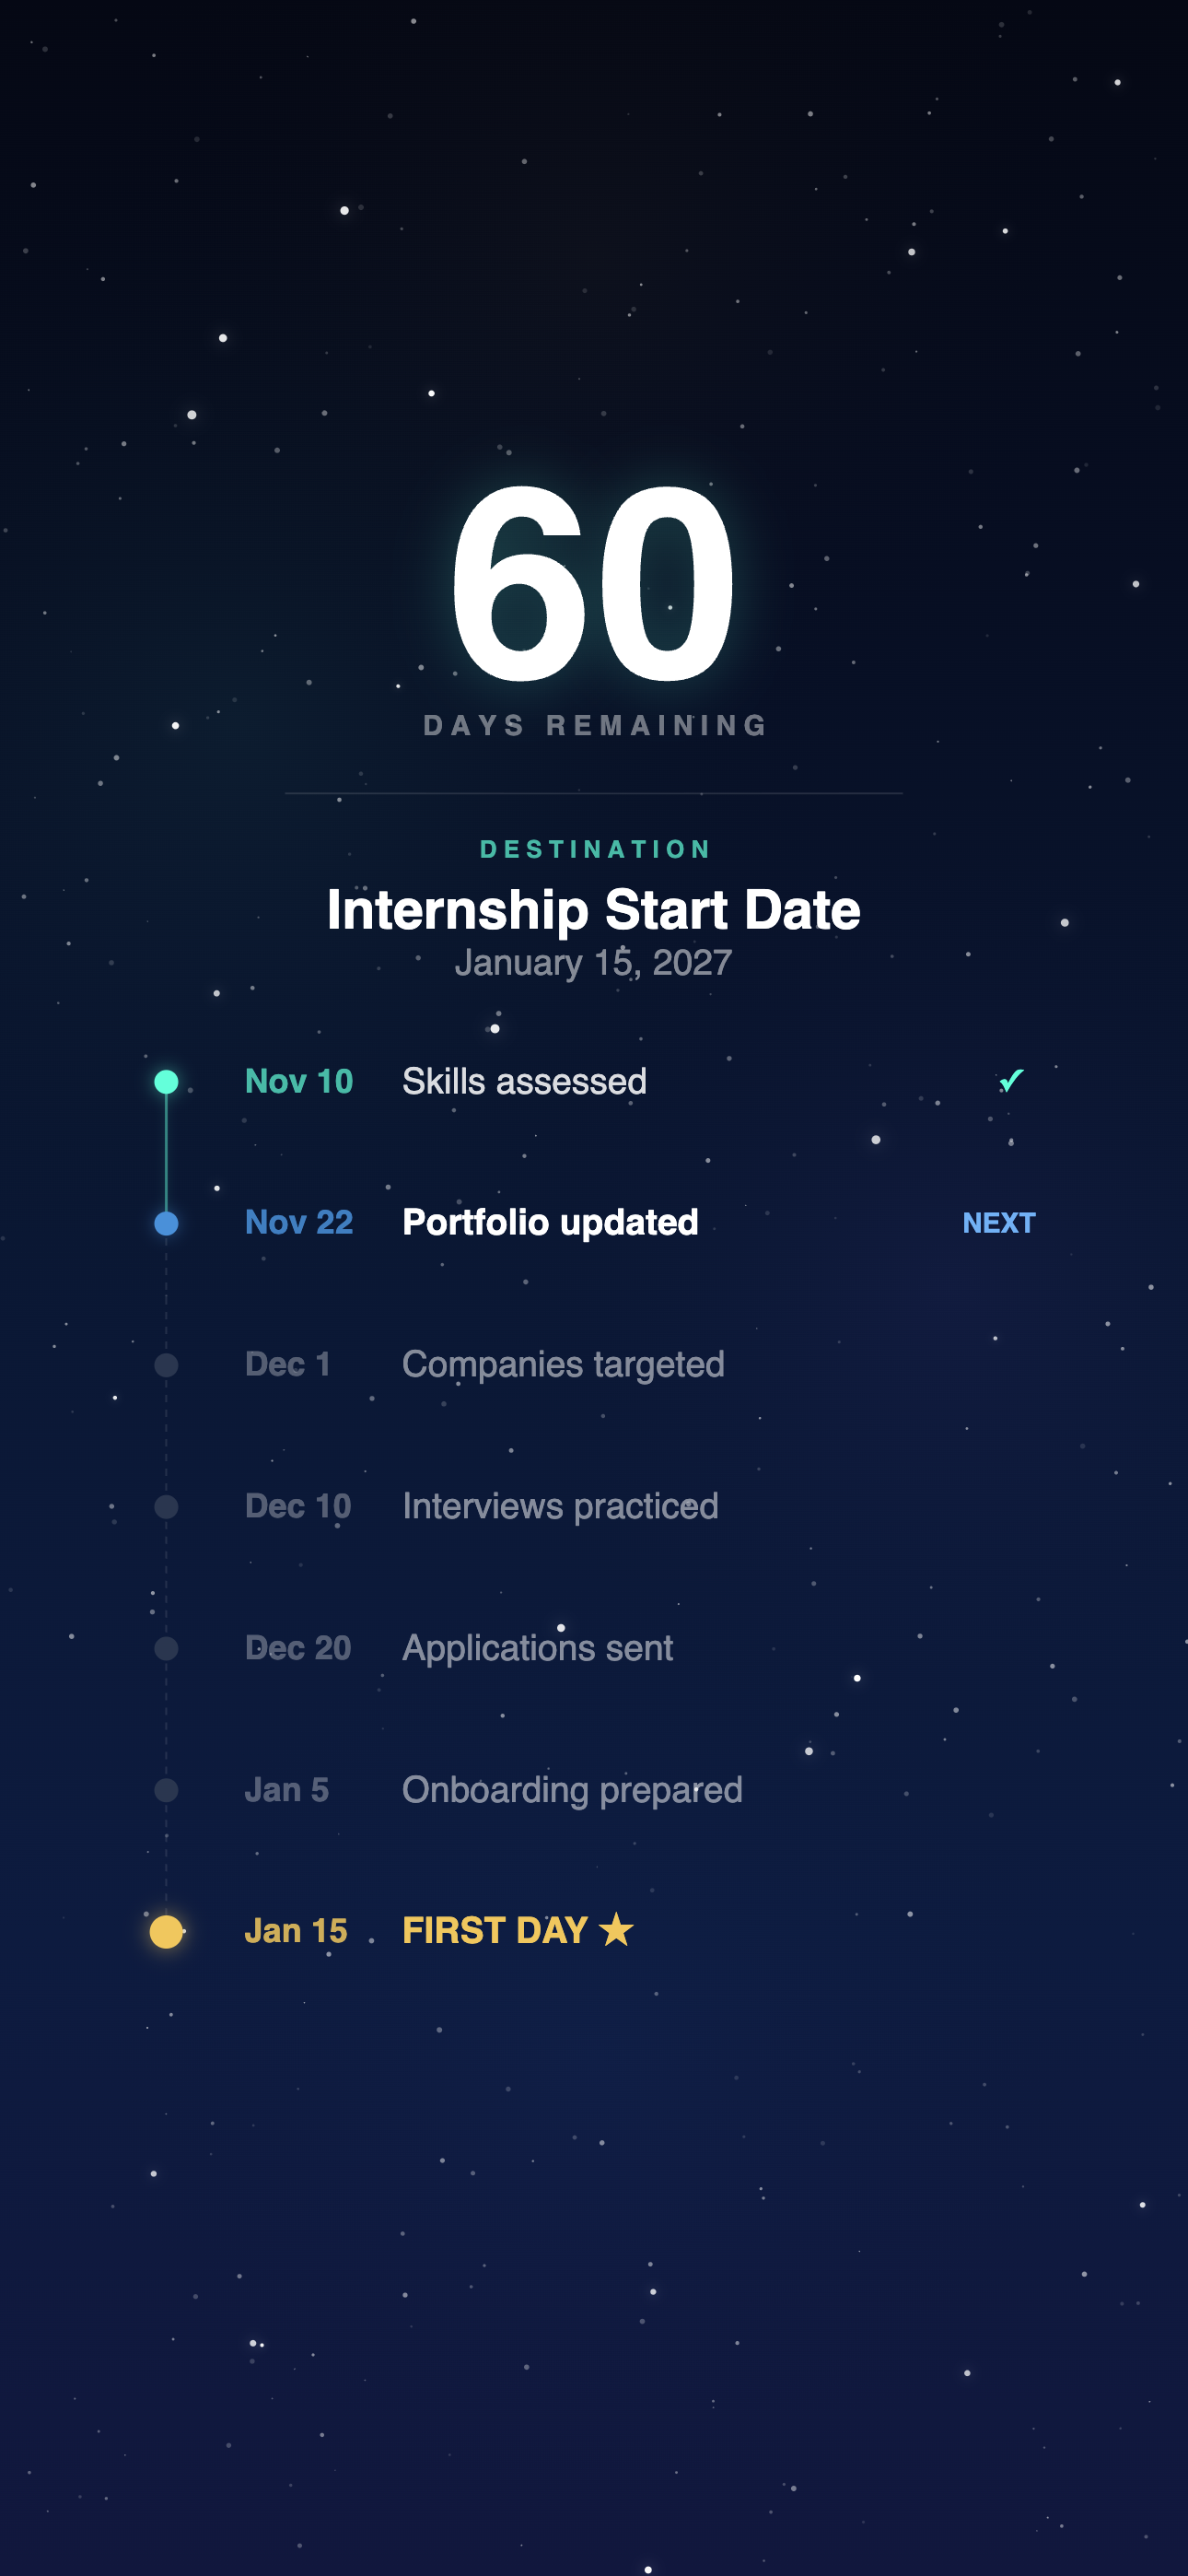 60
DAYS REMAINING
DESTINATION
Internship Start Date
January 15, 2027
Nov 10 Skills assessed ✓
Nov 22 Portfolio updated NEXT
Dec 1 Companies targeted
Dec 10 Interviews practiced
Dec 20 Applications sent
Jan 5 Onboarding prepared
Jan 15 FIRST DAY ★